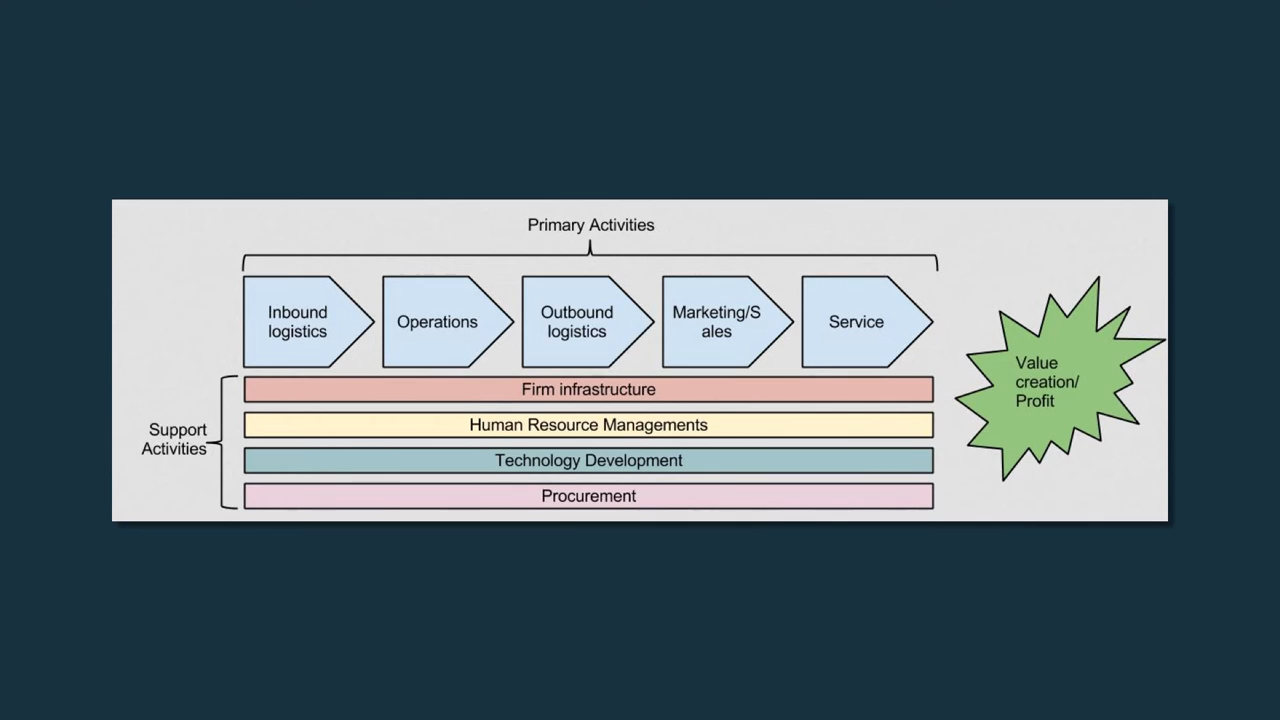 Primary Activities
Inbound
logistics
Operations
Outbound
logistics
Marketing/S
ales
Service
Value
creation/
Profit
Support
Activities
Firm infrastructure
Human Resource Managements
Technology Development
Procurement